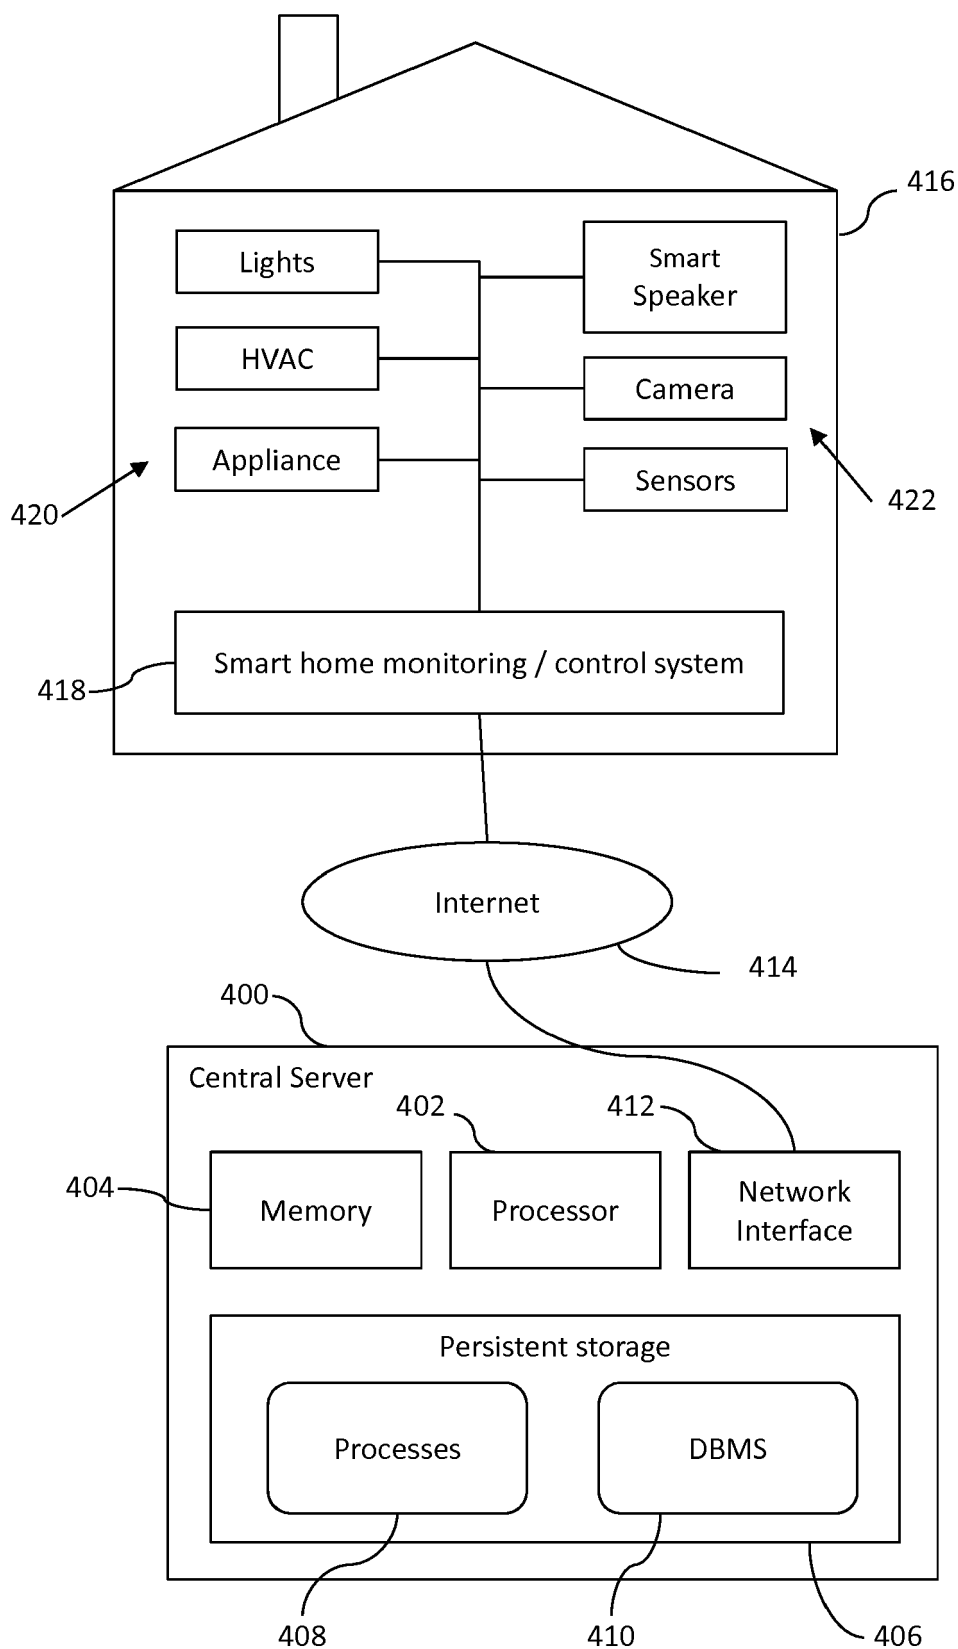 416
Lights
Smart
Speaker
HVAC
Camera
Appliance
Sensors
420
422
Smart home monitoring / control system
418
Internet
414
400
Central Server
402
412
404
Memory
Processor
Network
Interface
Persistent storage
Processes
DBMS
408
410
406